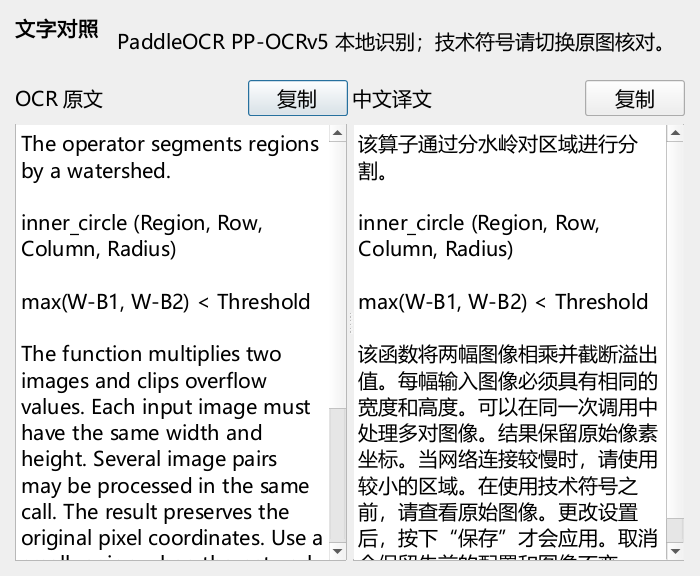 文字对照
PaddleOCR PP-OCRv5 本地识别；技术符号请切换原图核对。
OCR 原文
复制
中文译文
复制
The operator segments regions
by a watershed.
inner_circle (Region, Row,
Column, Radius)
max(W-B1, W-B2) < Threshold
The function multiplies two
images and clips overflow
values. Each input image must
have the same width and
height. Several image pairs
may be processed in the same
call. The result preserves the
original pixel coordinates. Use a
该算子通过分水岭对区域进行分
割。
inner_circle (Region, Row,
Column, Radius)
max(W-B1, W-B2) < Threshold
该函数将两幅图像相乘并截断溢出
值。每幅输入图像必须具有相同的
宽度和高度。可以在同一次调用中
处理多对图像。结果保留原始像素
坐标。当网络连接较慢时，请使用
较小的区域。在使用技术符号之
前，请查看原始图像。更改设置
后，按下“保存”才会应用。取消